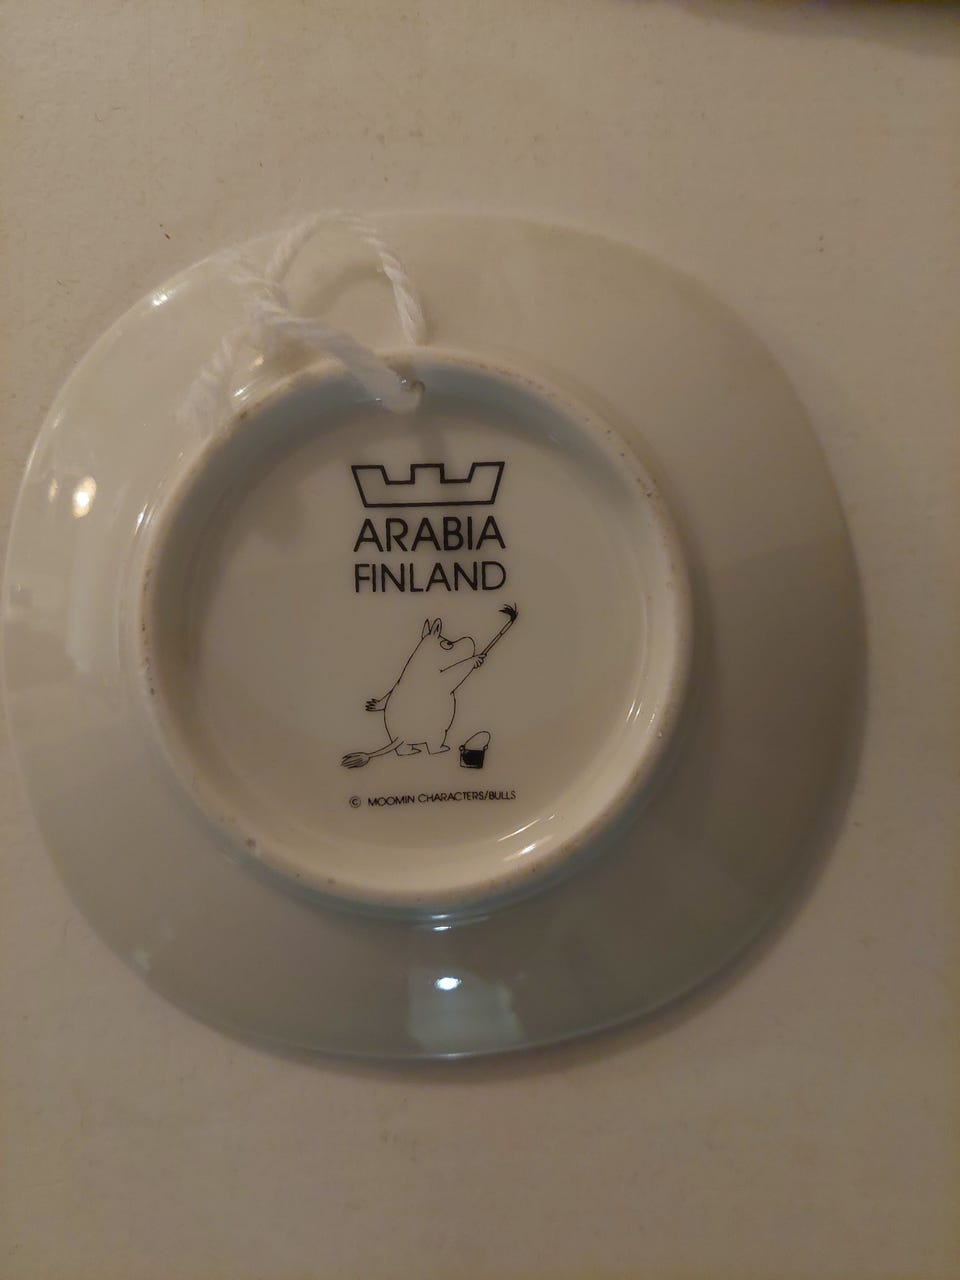 ARABIA
FINLAND
© MOOMIN CHARACTERS/BULLS